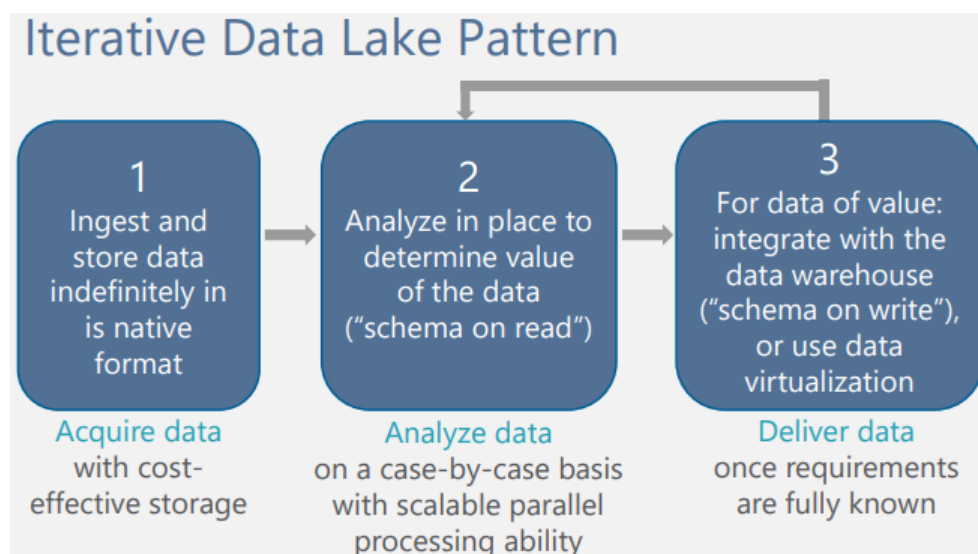 Iterative Data Lake Pattern
1
Ingest and
store data
indefinitely in
is native
format
Acquire data
with cost-
effective storage
2
Analyze in place to
determine value
of the data
(“schema on read”)
Analyze data
on a case-by-case basis
with scalable parallel
processing ability
3
For data of value:
integrate with the
data warehouse
(“schema on write”),
or use data
virtualization
Deliver data
once requirements
are fully known